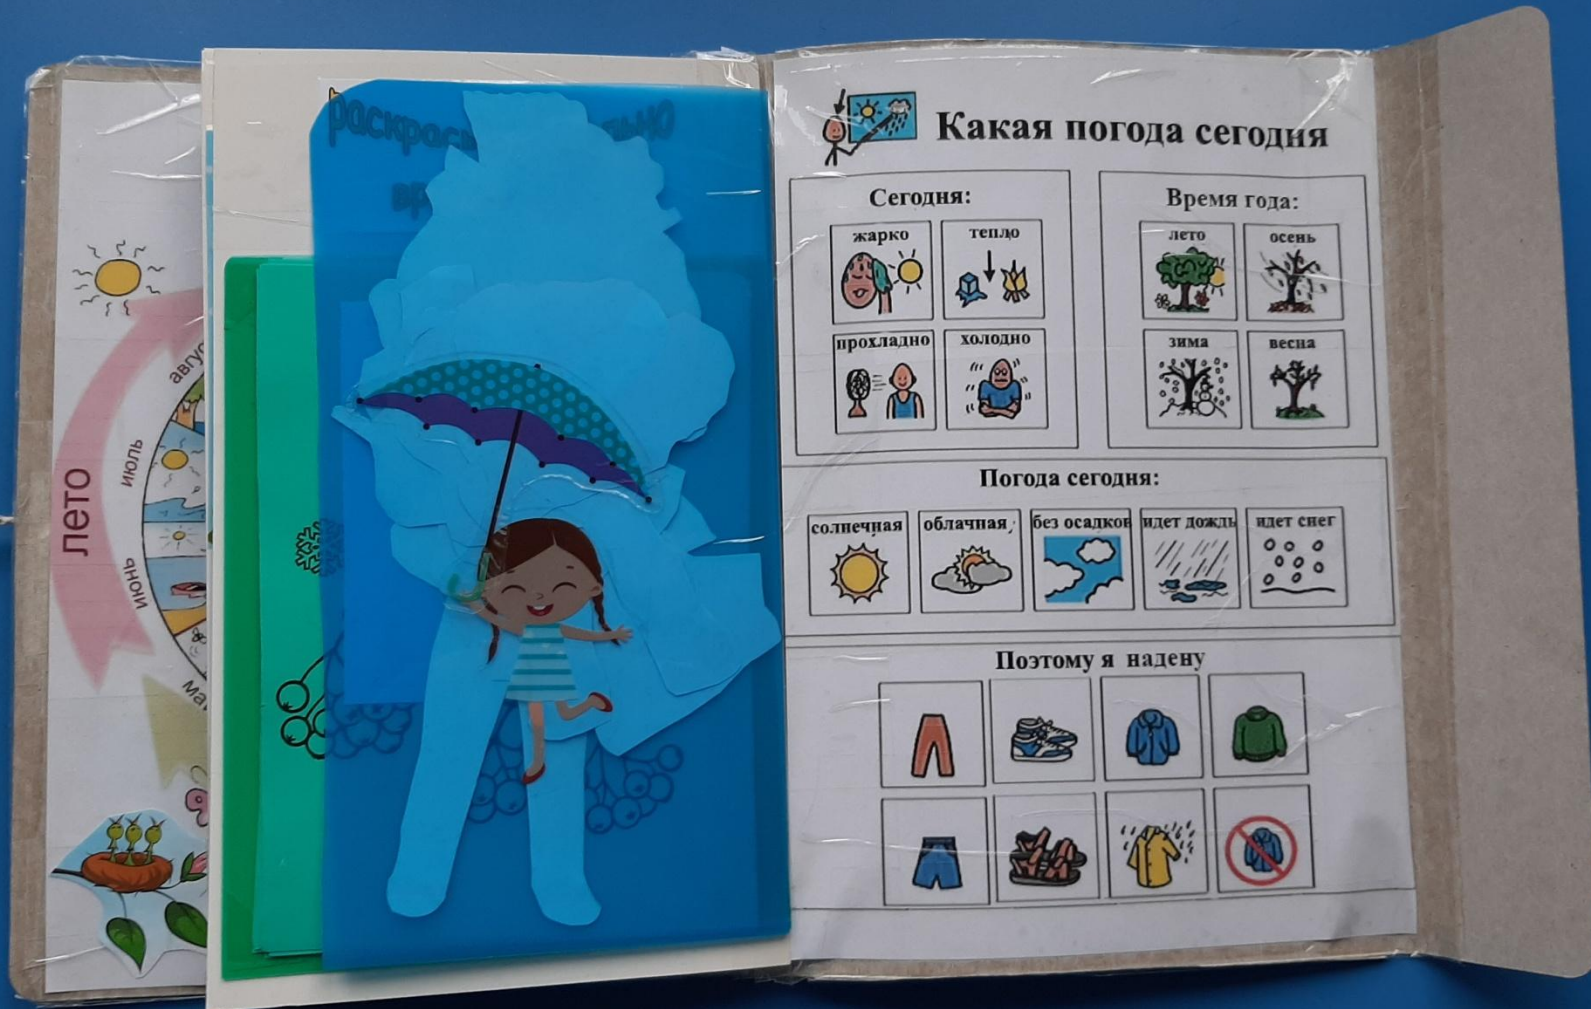 август
июль
ЛЕТО
июнь
Какая погода сегодня
Сегодня:
жарко тепло
прохладно холодно
Время года:
лето осень
зима весна
Погода сегодня:
солнечная облачная без осадков идет дождь идет снег
Поэтому я надену